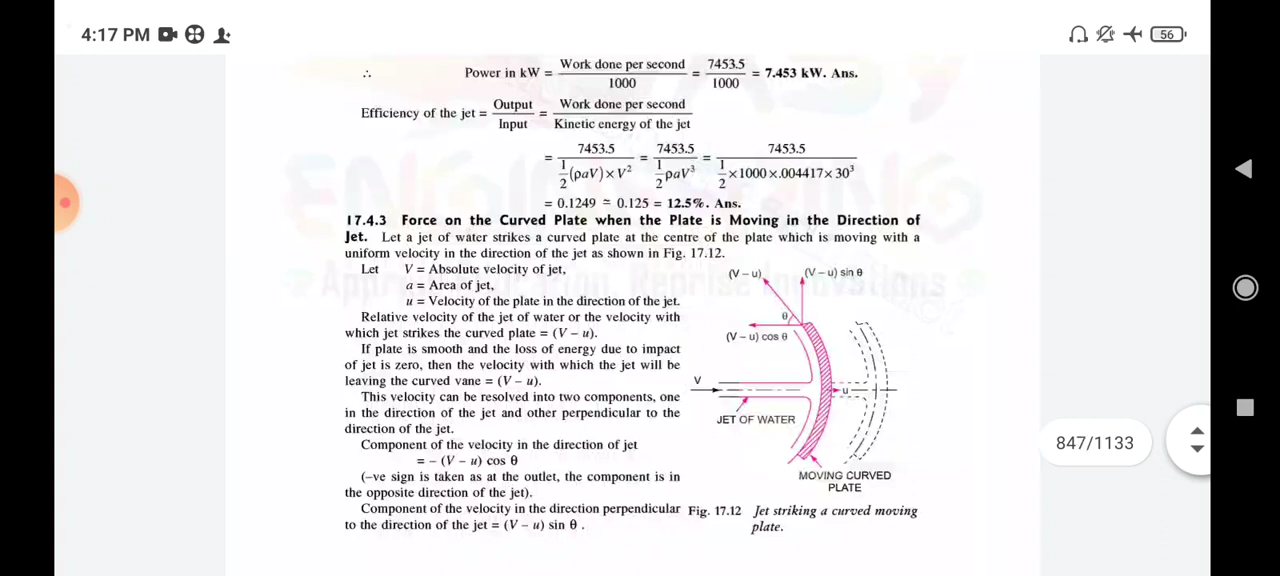 4:17 PM
56
∴ Power in kW = Work done per second / 1000 = 7453.5 / 1000 = 7.453 kW. Ans.
Efficiency of the jet = Output / Input = Work done per second / Kinetic energy of the jet
= 7453.5 / 1/2 (ρaV) × V² = 7453.5 / 1/2 ρaV³ = 7453.5 / 1/2 × 1000 × .004417 × 30³
= 0.1249 ≃ 0.125 = 12.5%. Ans.
17.4.3 Force on the Curved Plate when the Plate is Moving in the Direction of
Jet. Let a jet of water strikes a curved plate at the centre of the plate which is moving with a
uniform velocity in the direction of the jet as shown in Fig. 17.12.
Let V = Absolute velocity of jet,
a = Area of jet,
u = Velocity of the plate in the direction of the jet.
Relative velocity of the jet of water or the velocity with
which jet strikes the curved plate = (V – u).
If plate is smooth and the loss of energy due to impact
of jet is zero, then the velocity with which the jet will be
leaving the curved vane = (V – u).
This velocity can be resolved into two components, one
in the direction of the jet and other perpendicular to the
direction of the jet.
Component of the velocity in the direction of jet
= – (V – u) cos θ
(–ve sign is taken as at the outlet, the component is in
the opposite direction of the jet).
Component of the velocity in the direction perpendicular
to the direction of the jet = (V – u) sin θ .
(V – u)
(V – u) sin θ
θ
(V – u) cos θ
V
u
JET OF WATER
MOVING CURVED
PLATE
Fig. 17.12 Jet striking a curved moving
plate.
847/1133